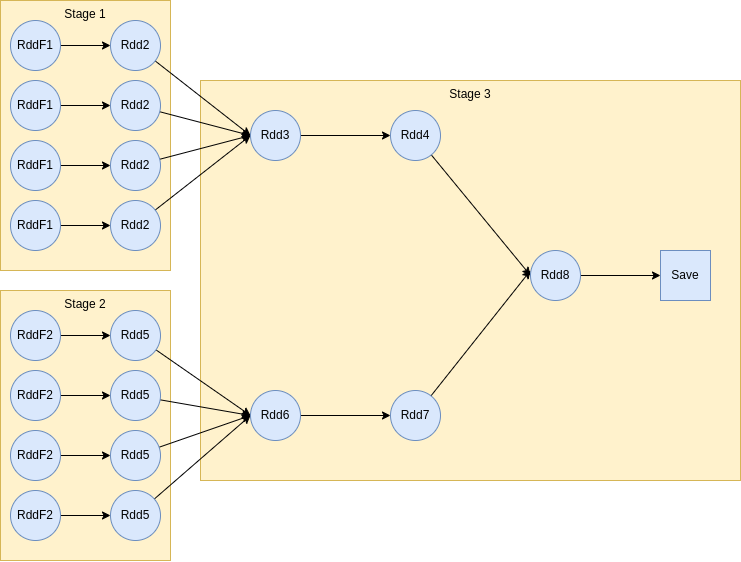 Stage 1
RddF1
Rdd2
RddF1
Rdd2
RddF1
Rdd2
RddF1
Rdd2
Stage 2
RddF2
Rdd5
RddF2
Rdd5
RddF2
Rdd5
RddF2
Rdd5
Stage 3
Rdd3
Rdd4
Rdd8
Save
Rdd6
Rdd7